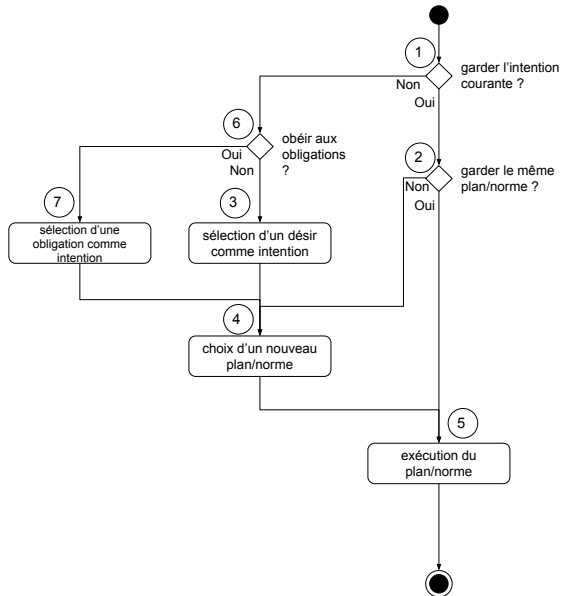 1
garder l'intention
courante ?
Non
Oui
6
obéir aux
obligations
?
Oui
Non
2
garder le même
plan/norme ?
Non
Oui
7
3
sélection d'une
obligation comme
intention
sélection d'un désir
comme intention
4
choix d'un nouveau
plan/norme
5
exécution du
plan/norme